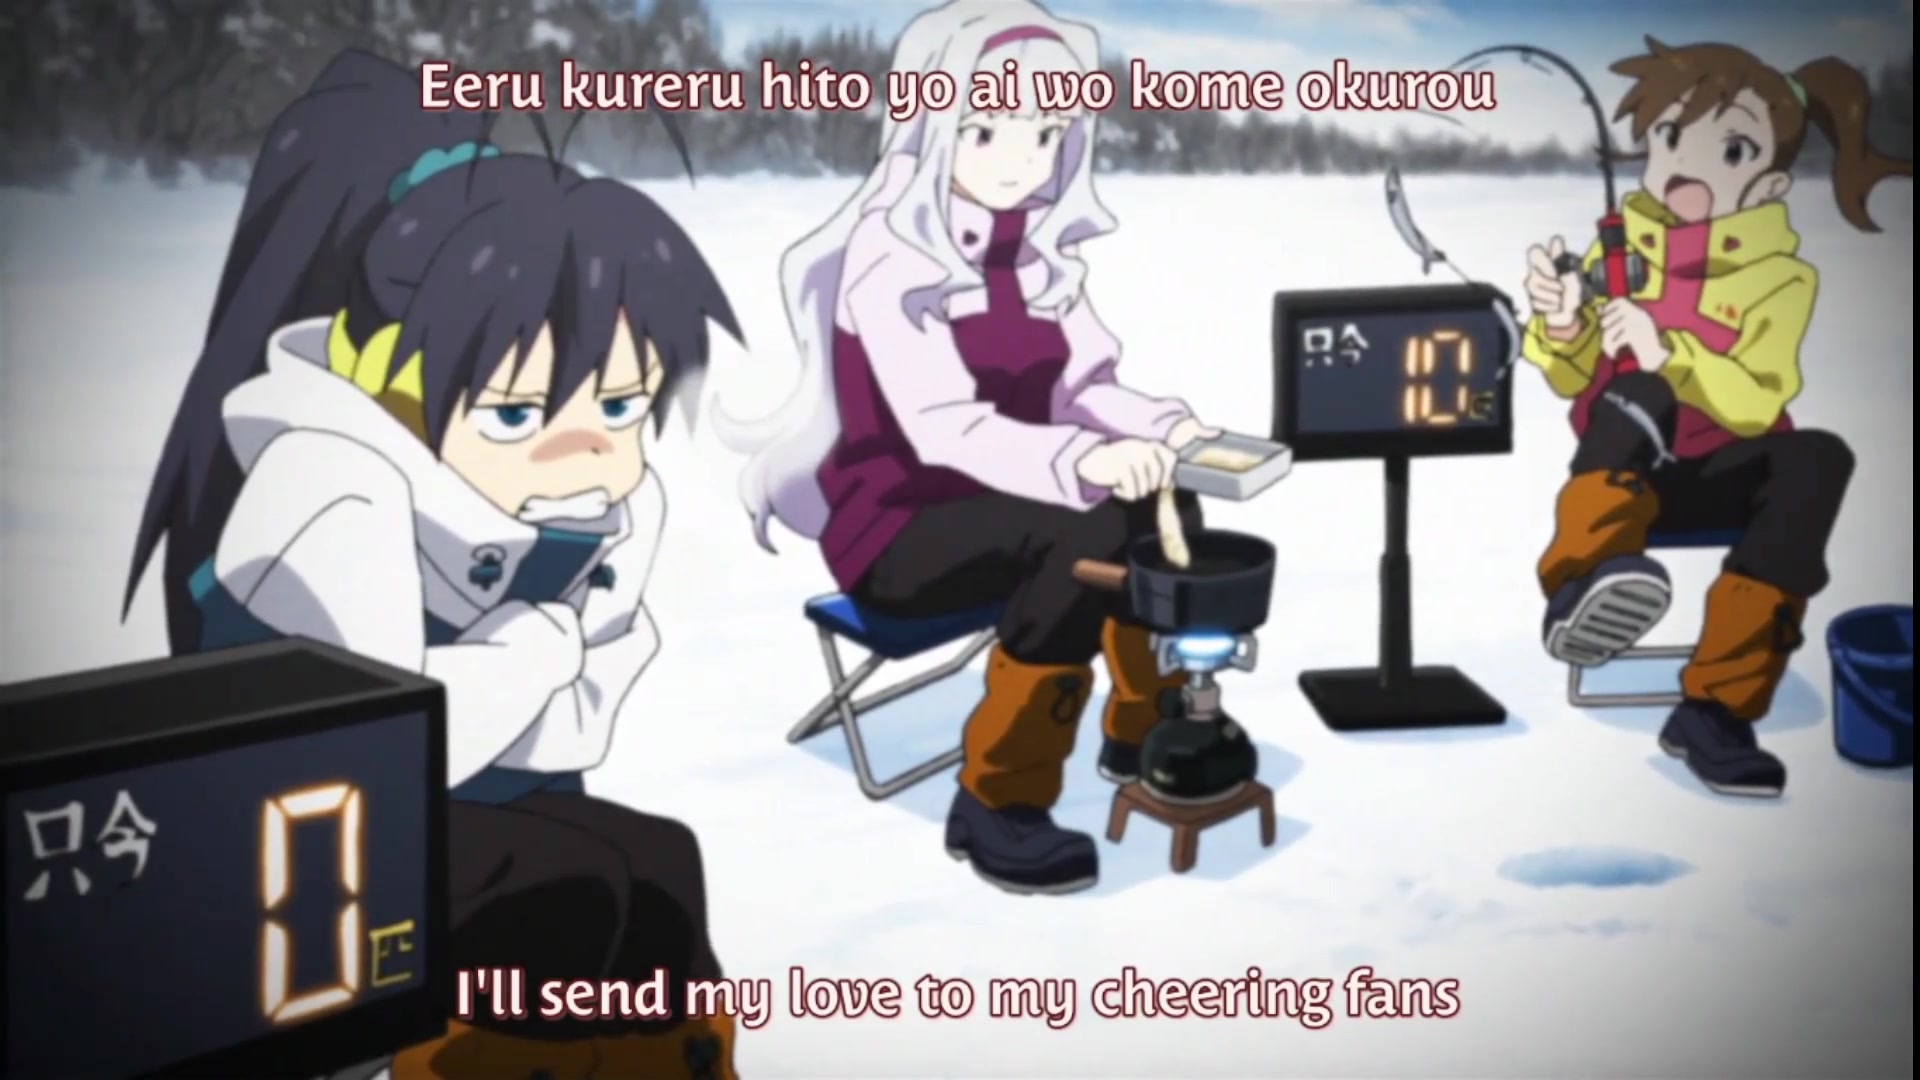 Eeru kureru hito yo ai wo kome okurou
只今 10匹
只今 0匹
I'll send my love to my cheering fans